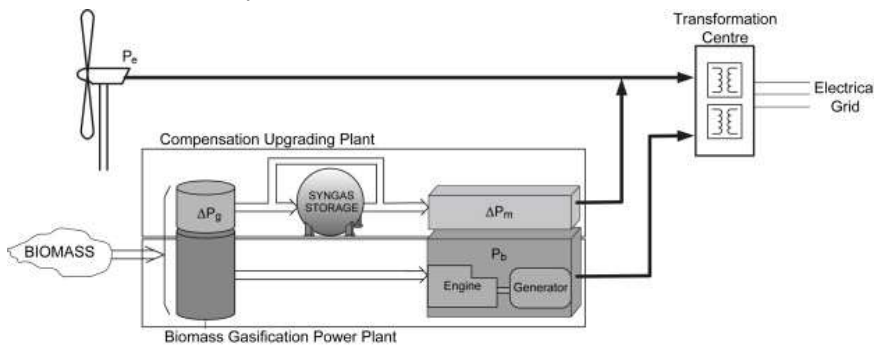 Transformation
Centre
Pe
Electrica
Grid
Compensation Upgrading Plant
SYNGAS
STORAGE
ΔPg
ΔPm
BIOMASS
Pb
Engine
Generator
Biomass Gasification Power Plant